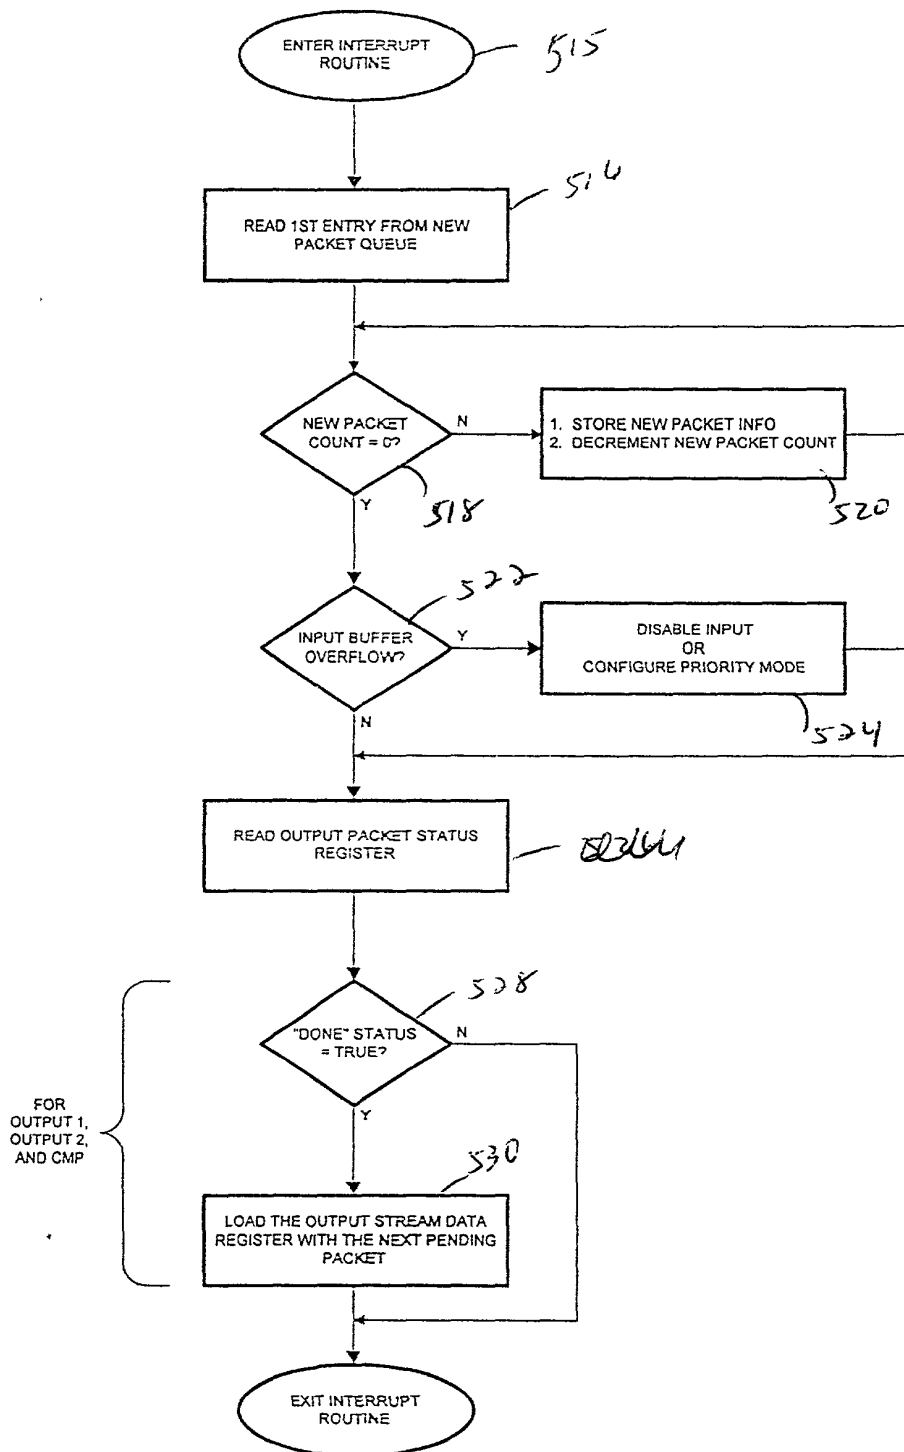 ENTER INTERRUPT
ROUTINE
515
READ 1ST ENTRY FROM NEW
PACKET QUEUE
516
NEW PACKET
COUNT = 0?
N
Y
518
1. STORE NEW PACKET INFO
2. DECREMENT NEW PACKET COUNT
520
INPUT BUFFER
OVERFLOW?
522
Y
N
DISABLE INPUT
OR
CONFIGURE PRIORITY MODE
524
READ OUTPUT PACKET STATUS
REGISTER
"DONE" STATUS
= TRUE?
528
N
Y
FOR
OUTPUT 1,
OUTPUT 2,
AND CMP
530
LOAD THE OUTPUT STREAM DATA
REGISTER WITH THE NEXT PENDING
PACKET
EXIT INTERRUPT
ROUTINE